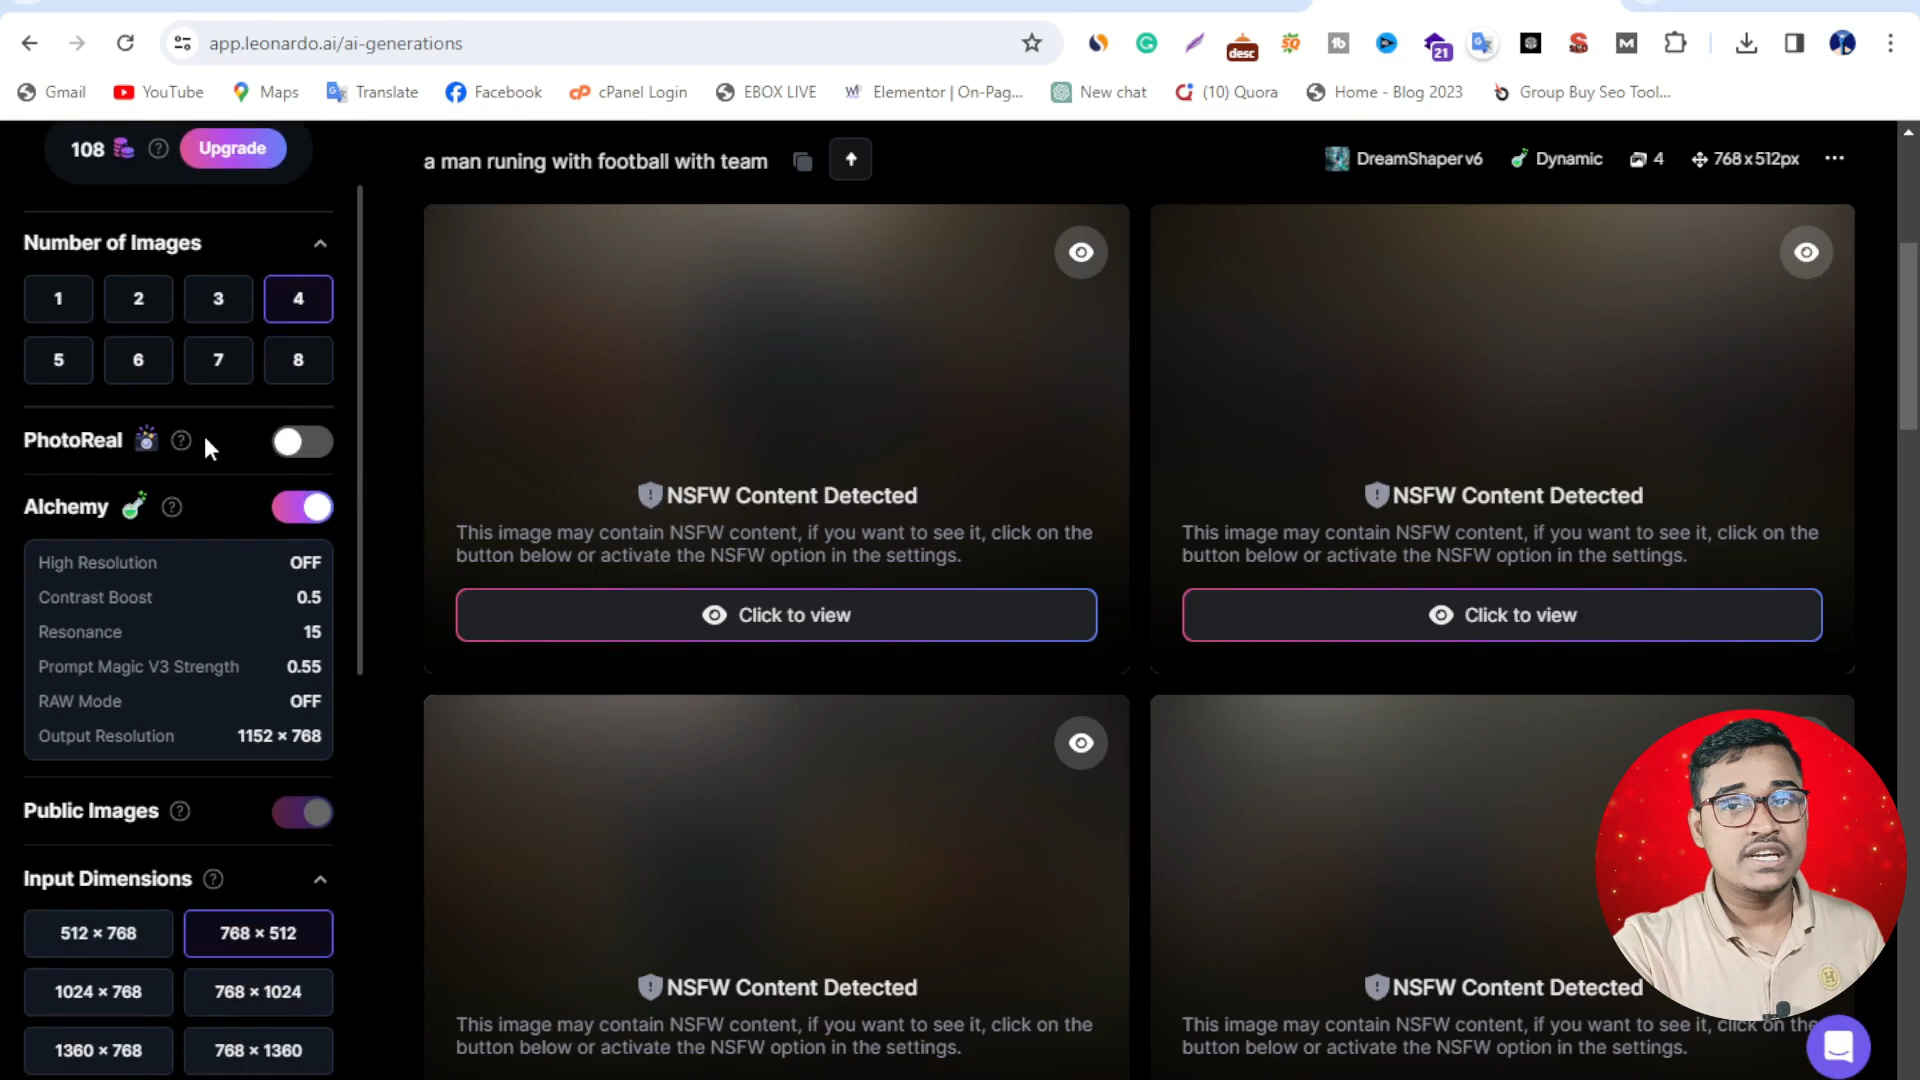 app.leonardo.ai/ai-generations
desc
21
Gmail
YouTube
Maps
Translate
Facebook
cPanel Login
EBOX LIVE
Elementor | On-Pag...
New chat
(10) Quora
Home - Blog 2023
Group Buy Seo Tool...
108
Upgrade
Number of Images
1 2 3 4
5 6 7 8
PhotoReal
Alchemy
High Resolution OFF
Contrast Boost 0.5
Resonance 15
Prompt Magic V3 Strength 0.55
RAW Mode OFF
Output Resolution 1152 × 768
Public Images
Input Dimensions
512 × 768 768 × 512
1024 × 768 768 × 1024
1360 × 768 768 × 1360
a man runing with football with team
DreamShaper v6 Dynamic 4 768 x 512px
NSFW Content Detected
This image may contain NSFW content, if you want to see it, click on the
button below or activate the NSFW option in the settings.
Click to view
NSFW Content Detected
This image may contain NSFW content, if you want to see it, click on the
button below or activate the NSFW option in the settings.
Click to view
NSFW Content Detected
This image may contain NSFW content, if you want to see it, click on the
button below or activate the NSFW option in the settings.
NSFW Content Detected
This image may contain NSFW content, if you want to see it, click on the
button below or activate the NSFW option in the settings.